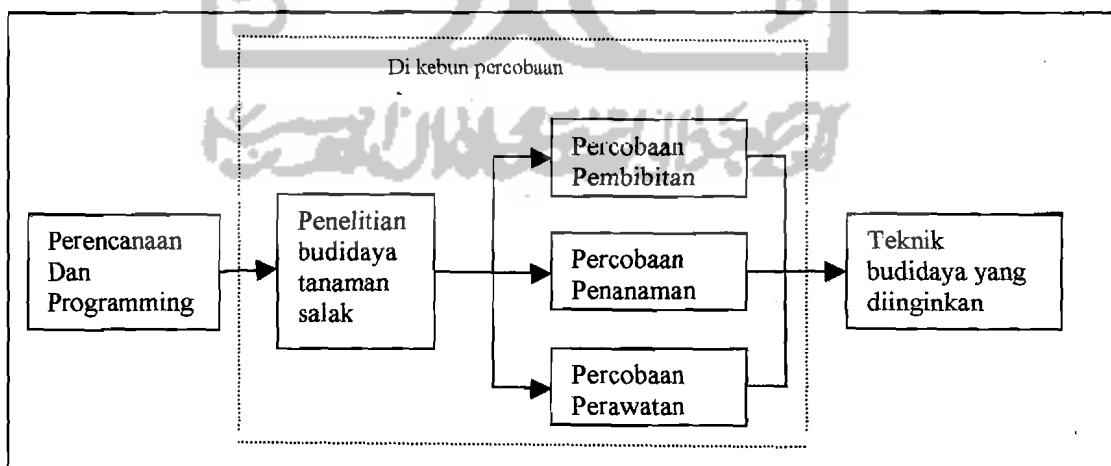 Di kebun percobaan
Perencanaan
Dan
Programming
Penelitian
budidaya
tanaman
salak
Percobaan
Pembibitan
Percobaan
Penanaman
Percobaan
Perawatan
Teknik
budidaya yang
diinginkan